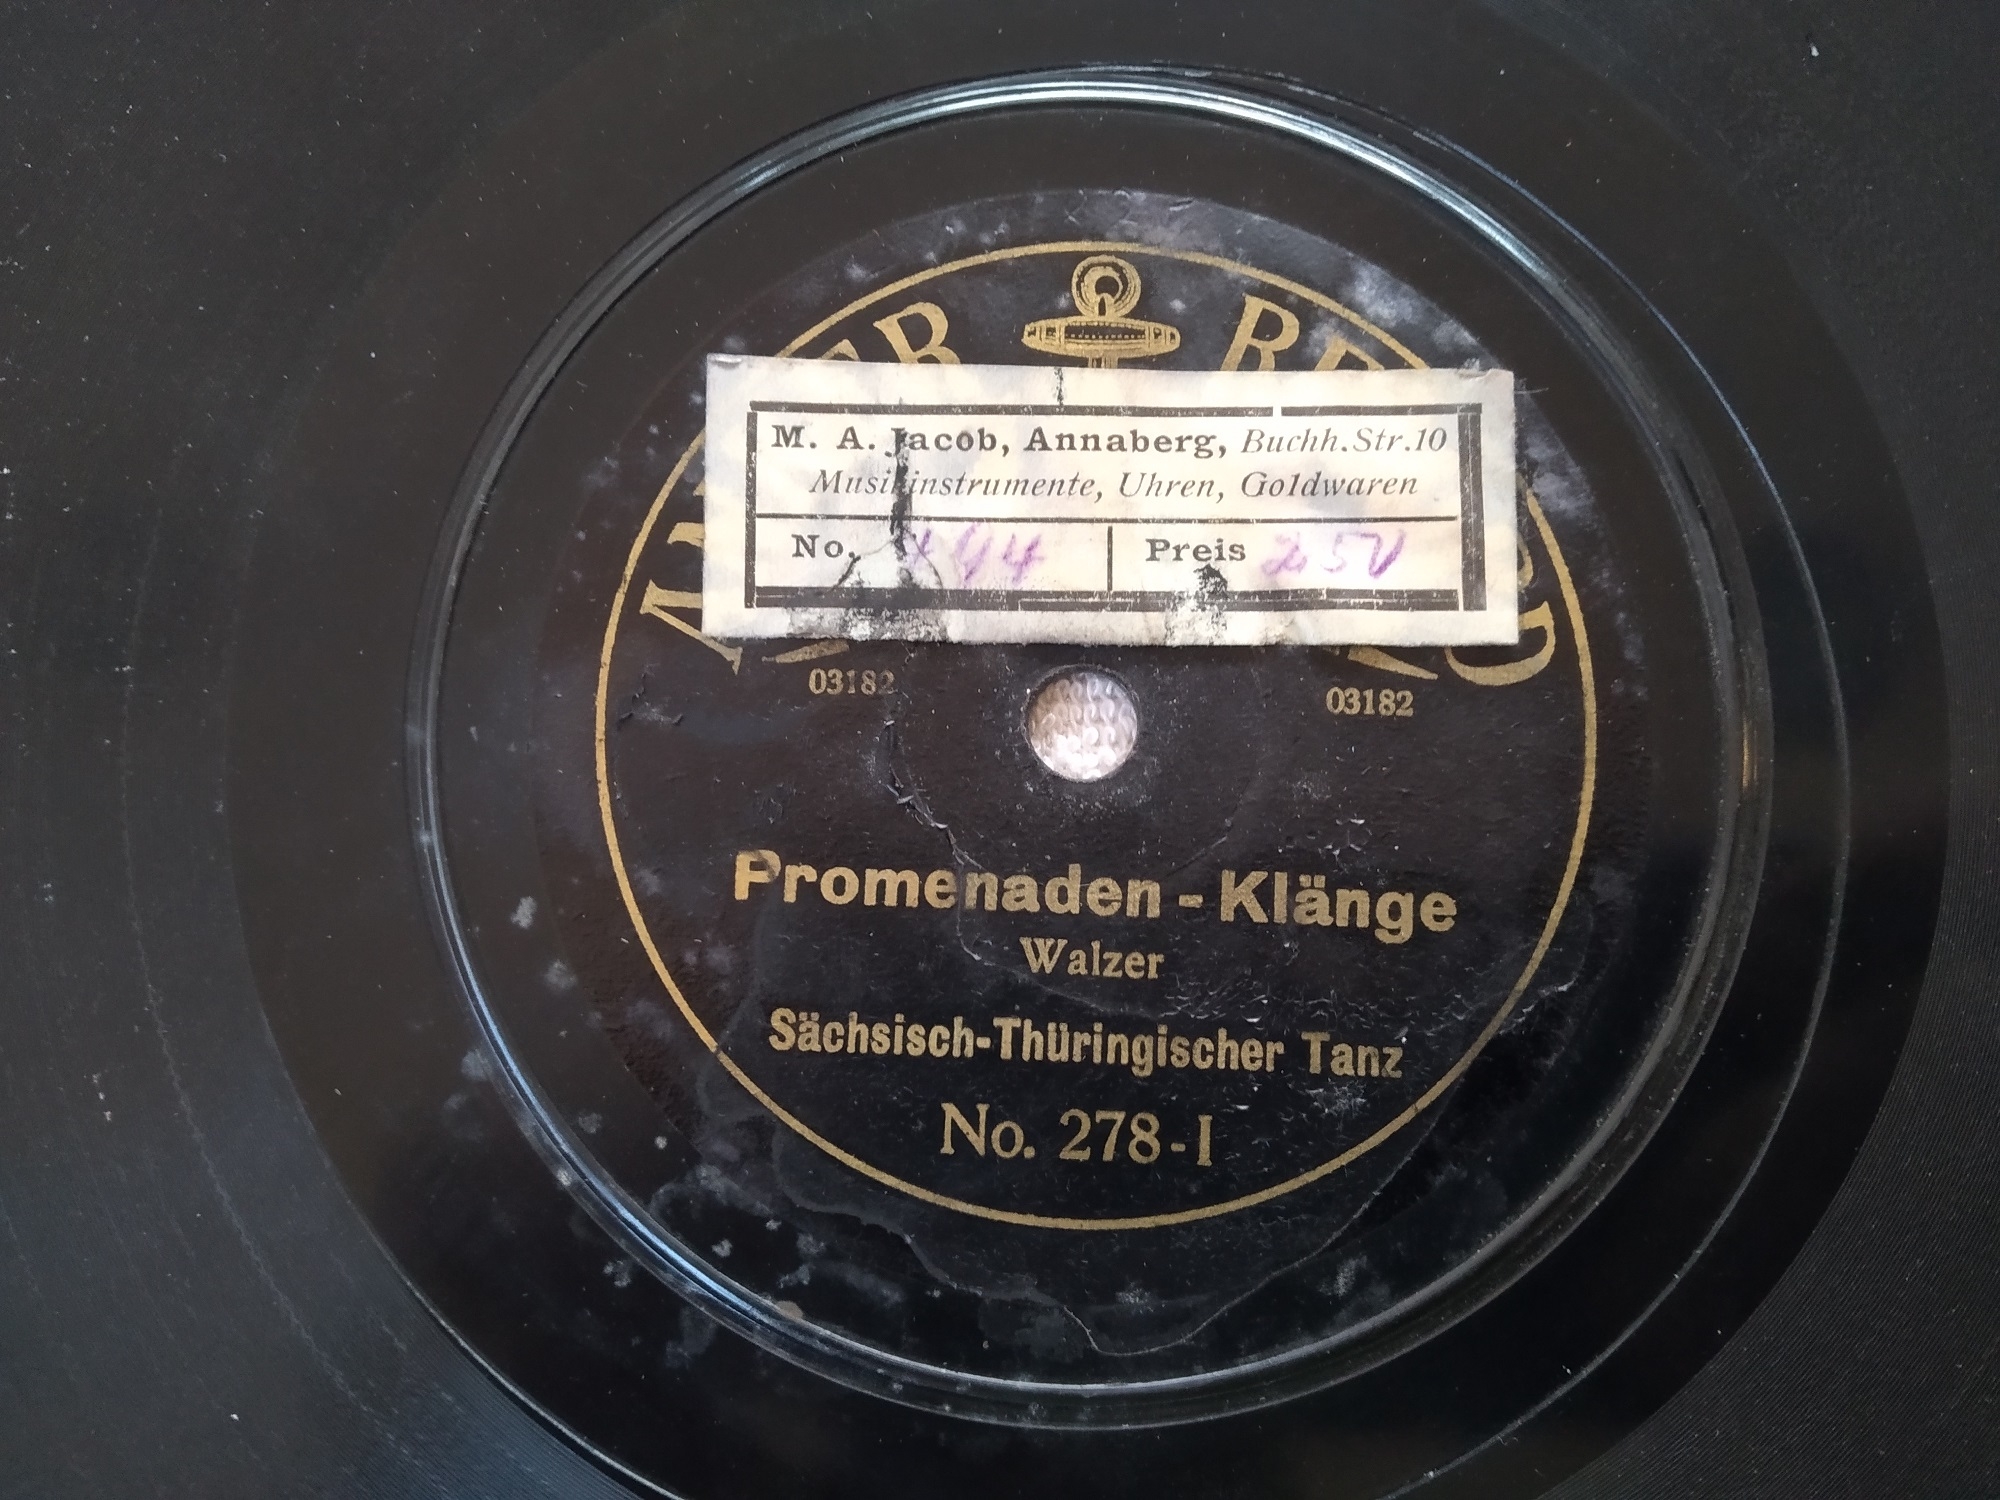 M. A. Jacob, Annaberg, Buchh.Str.10
Musikinstrumente, Uhren, Goldwaren
No. 
Preis 250
03182
03182
Promenaden - Klänge
Walzer
Sächsisch-Thüringischer Tanz
No. 278-I